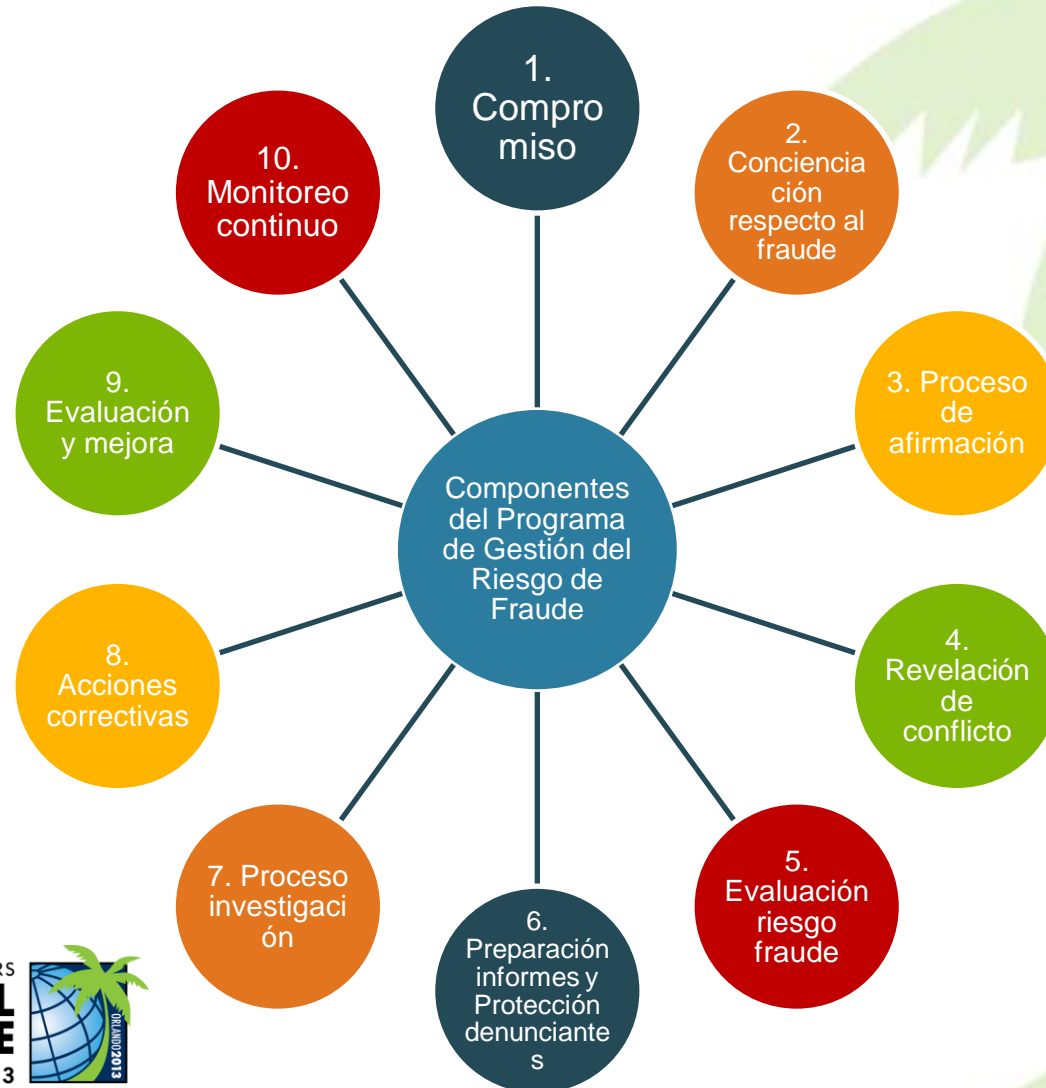 1.
Compro
miso
2.
Conciencia
ción
respecto al
fraude
3. Proceso
de
afirmación
4.
Revelación
de
conflicto
5.
Evaluación
riesgo
fraude
6.
Preparación
informes y
Protección
denunciante
s
7. Proceso
investigaci
ón
8.
Acciones
correctivas
9.
Evaluación
y mejora
10.
Monitoreo
continuo
Componentes
del Programa
de Gestión del
Riesgo de
Fraude
RS
L
E
3
ORLANDO2013